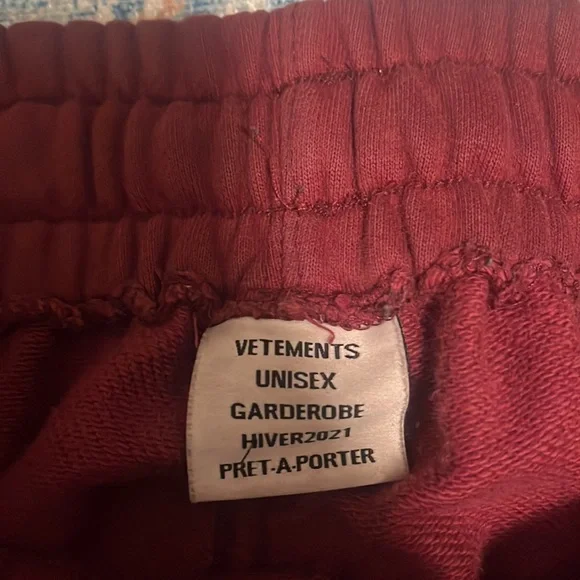 VETEMENTS
UNISEX
GARDEROBE
HIVER2021
PRET-A-PORTER